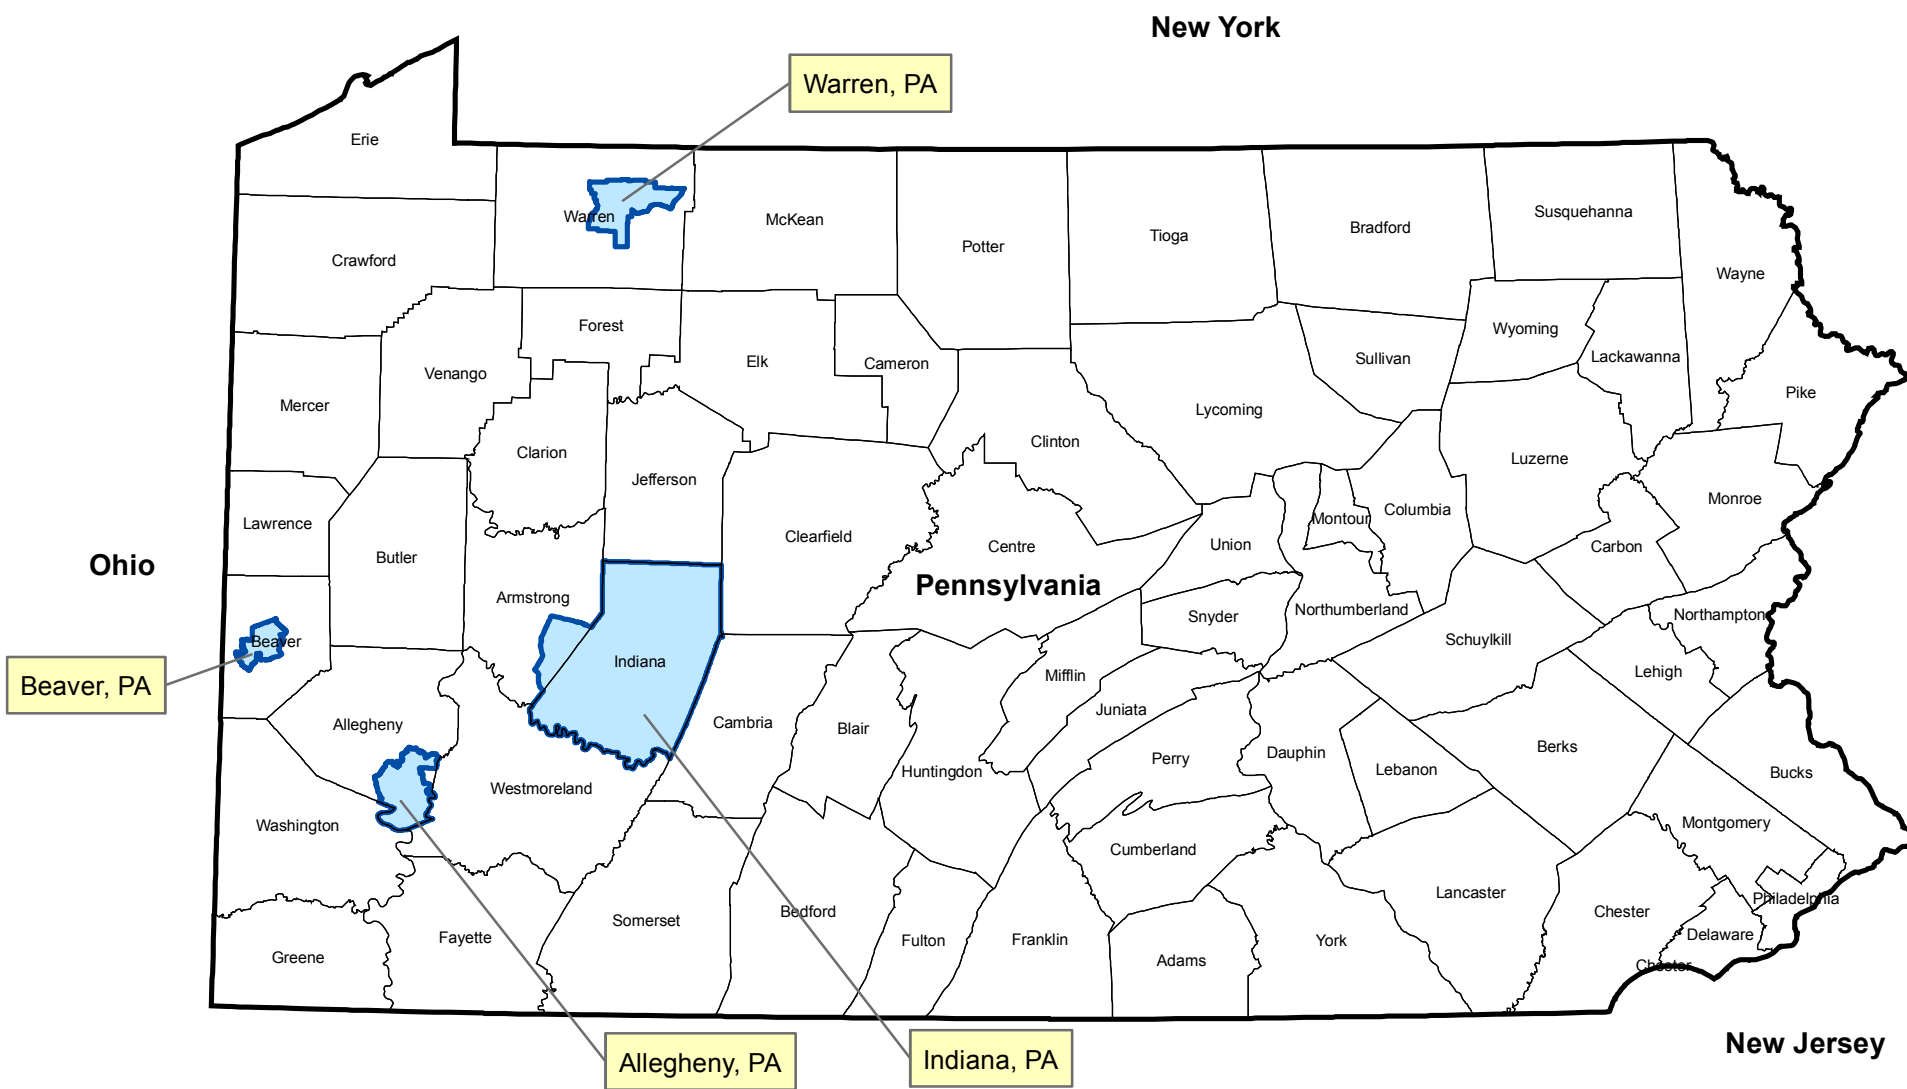 New York
Warren, PA
Erie
Warren
McKean
Potter
Tioga
Bradford
Susquehanna
Wayne
Crawford
Forest
Elk
Cameron
Wyoming
Lackawanna
Sullivan
Pike
Venango
Mercer
Lycoming
Clinton
Clarion
Jefferson
Luzerne
Monroe
Lawrence
Butler
Clearfield
Centre
Union
Montour
Columbia
Carbon
Ohio
Pennsylvania
Armstrong
Snyder
Northumberland
Northampton
Schuylkill
Beaver
Indiana
Mifflin
Lehigh
Beaver, PA
Allegheny
Cambria
Blair
Juniata
Huntingdon
Perry
Dauphin
Lebanon
Berks
Bucks
Westmoreland
Washington
Cumberland
Montgomery
Lancaster
Philadelphia
Somerset
Bedford
Chester
Delaware
Greene
Fayette
Fulton
Franklin
Adams
York
Chester
Allegheny, PA
Indiana, PA
New Jersey